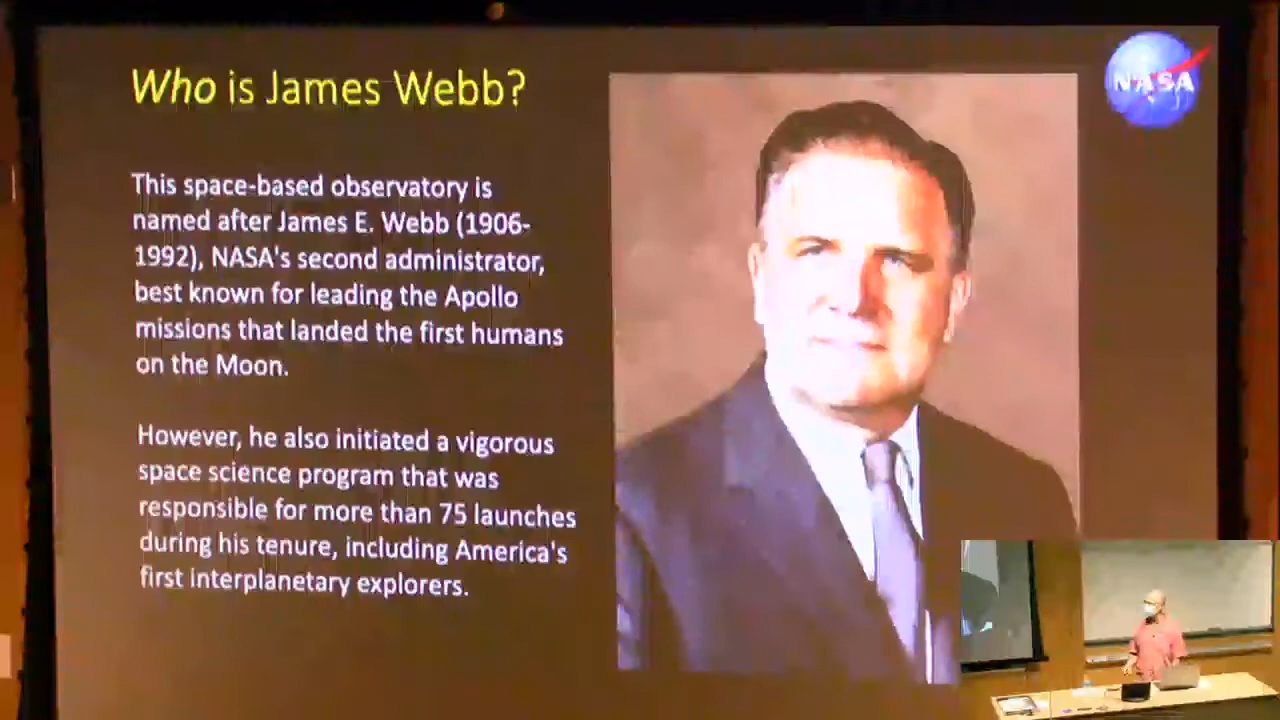 Who is James Webb?
NASA
This space-based observatory is
named after James E. Webb (1906-
1992), NASA's second administrator,
best known for leading the Apollo
missions that landed the first humans
on the Moon.
However, he also initiated a vigorous
space science program that was
responsible for more than 75 launches
during his tenure, including America's
first interplanetary explorers.